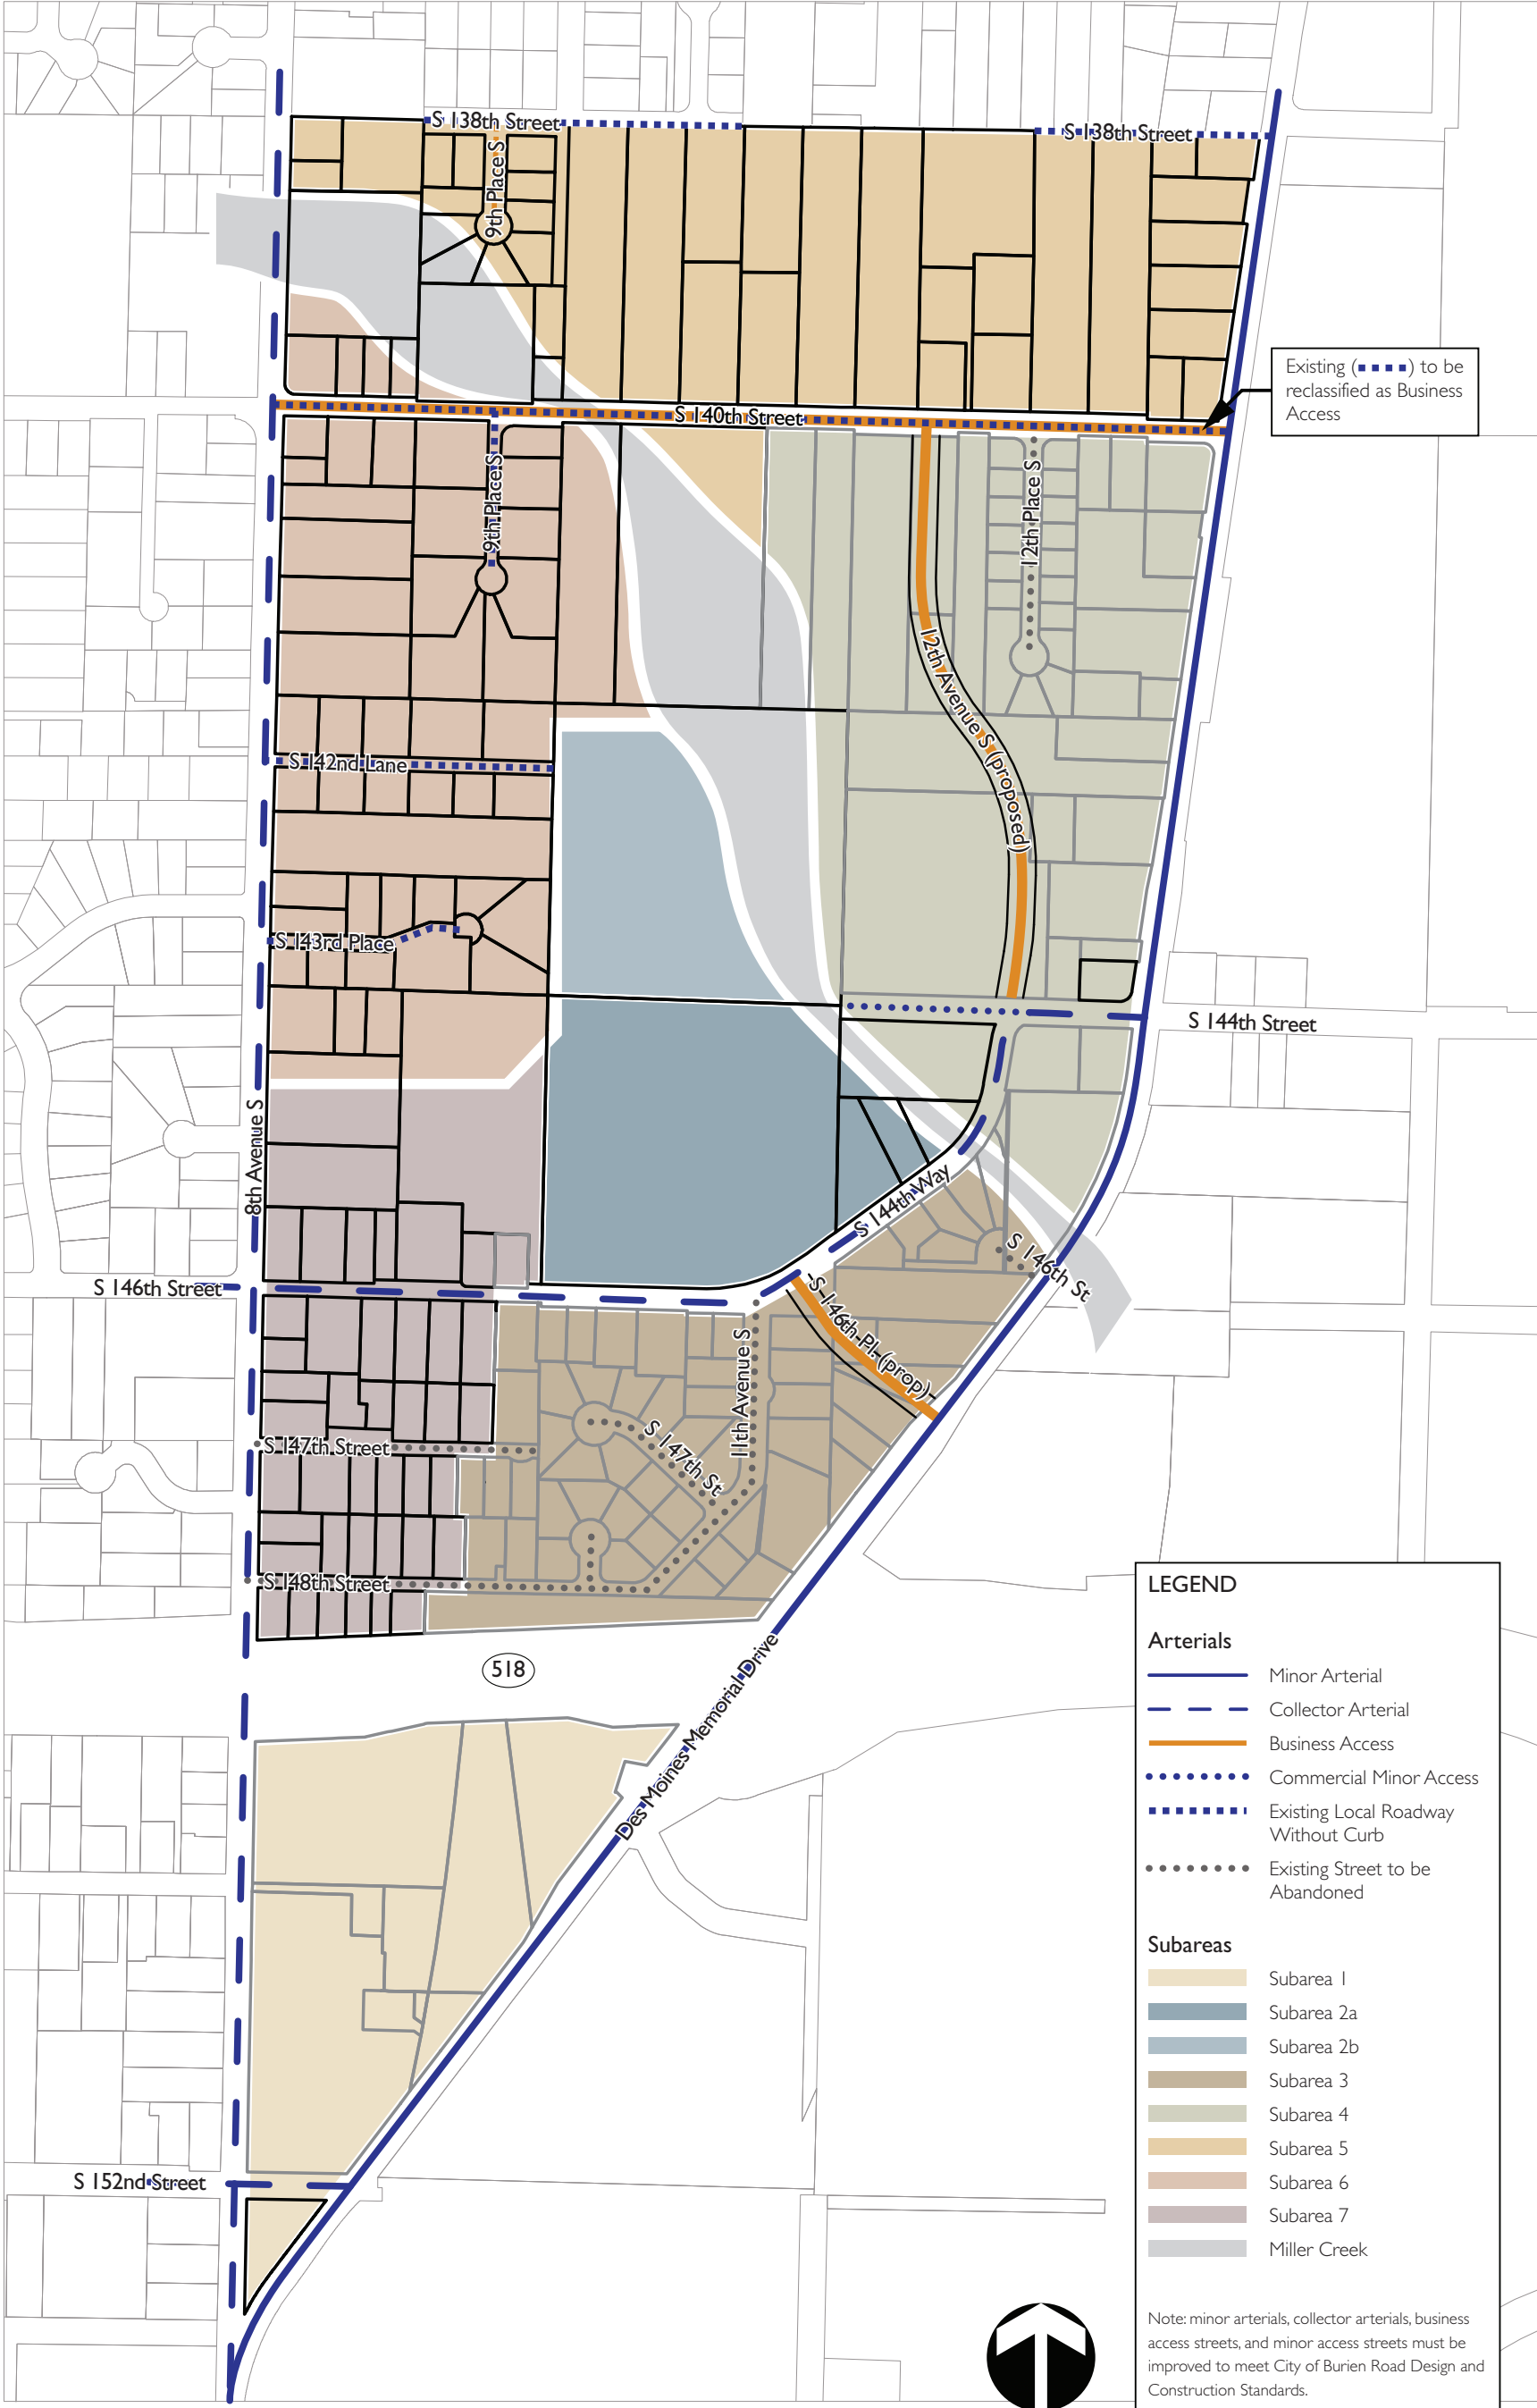 S 138th Street
S 138th Street
9th Place S
Existing ( ) to be
reclassified as Business
Access
S 140th Street
9th Place S
12th Place S
12th Avenue S (proposed)
S 142nd Lane
S 143rd Place
S 144th Street
8th Avenue S
S 144th Way
S 146th St
S 146th Street
S 146th Pl. (prop)
11th Avenue S
S 147th Street
S 147th St
S 148th Street
518
Des Moines Memorial Drive
S 152nd Street
LEGEND
Arterials
Minor Arterial
Collector Arterial
Business Access
Commercial Minor Access
Existing Local Roadway
Without Curb
Existing Street to be
Abandoned
Subareas
Subarea 1
Subarea 2a
Subarea 2b
Subarea 3
Subarea 4
Subarea 5
Subarea 6
Subarea 7
Miller Creek
Note: minor arterials, collector arterials, business
access streets, and minor access streets must be
improved to meet City of Burien Road Design and
Construction Standards.